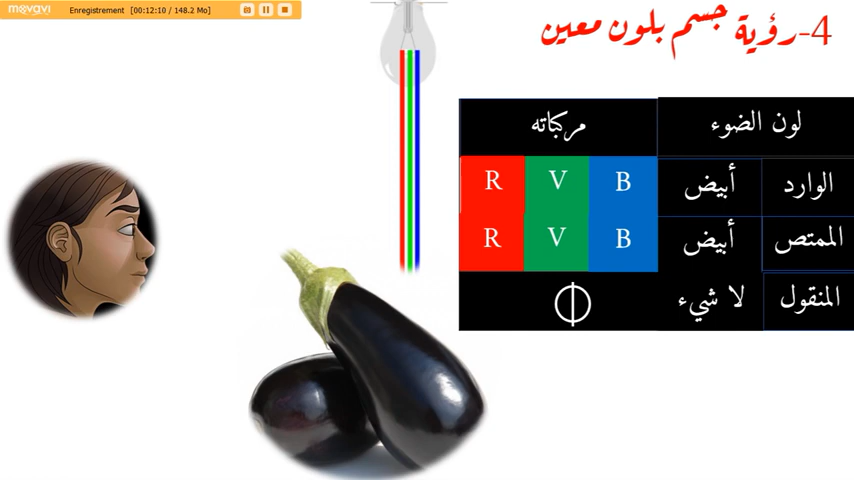 movavi Enregistrement [00:12:10 / 148.2 Mo]
4-رؤية جسم بلون معين
لون الضوء مركباته
الوارد أبيض B V R
الممتص أبيض B V R
المنقول لا شيء ⏀